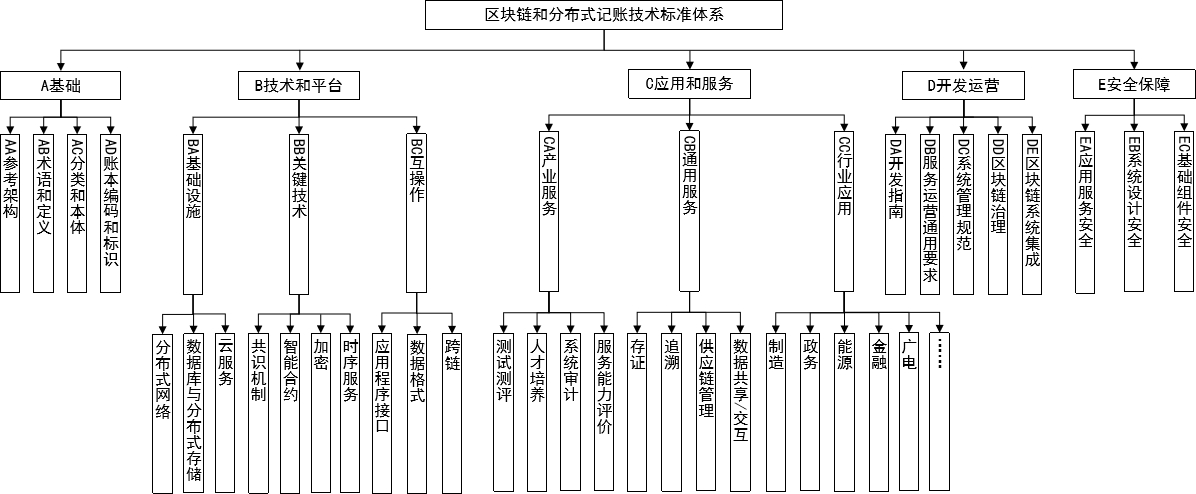 区块链和分布式记账技术标准体系
A基础
B技术和平台
C应用和服务
D开发运营
E安全保障
AA参考架构
AB术语和定义
AC分类和本体
AD账本编码和标识
BA基础设施
BB关键技术
BC互操作
CA产业服务
CB通用服务
CC行业应用
DA开发指南
DB服务运营通用要求
DC系统管理规范
DD区块链治理
DE区块链系统集成
EA应用服务安全
EB系统设计安全
EC基础组件安全
分布式网络
数据库与分布式存储
云服务
共识机制
智能合约
加密
时序服务
应用程序接口
数据格式
跨链
测试测评
人才培养
系统审计
服务能力评价
存证
追溯
供应链管理
数据共享/交互
制造
政务
能源
金融
广电
……